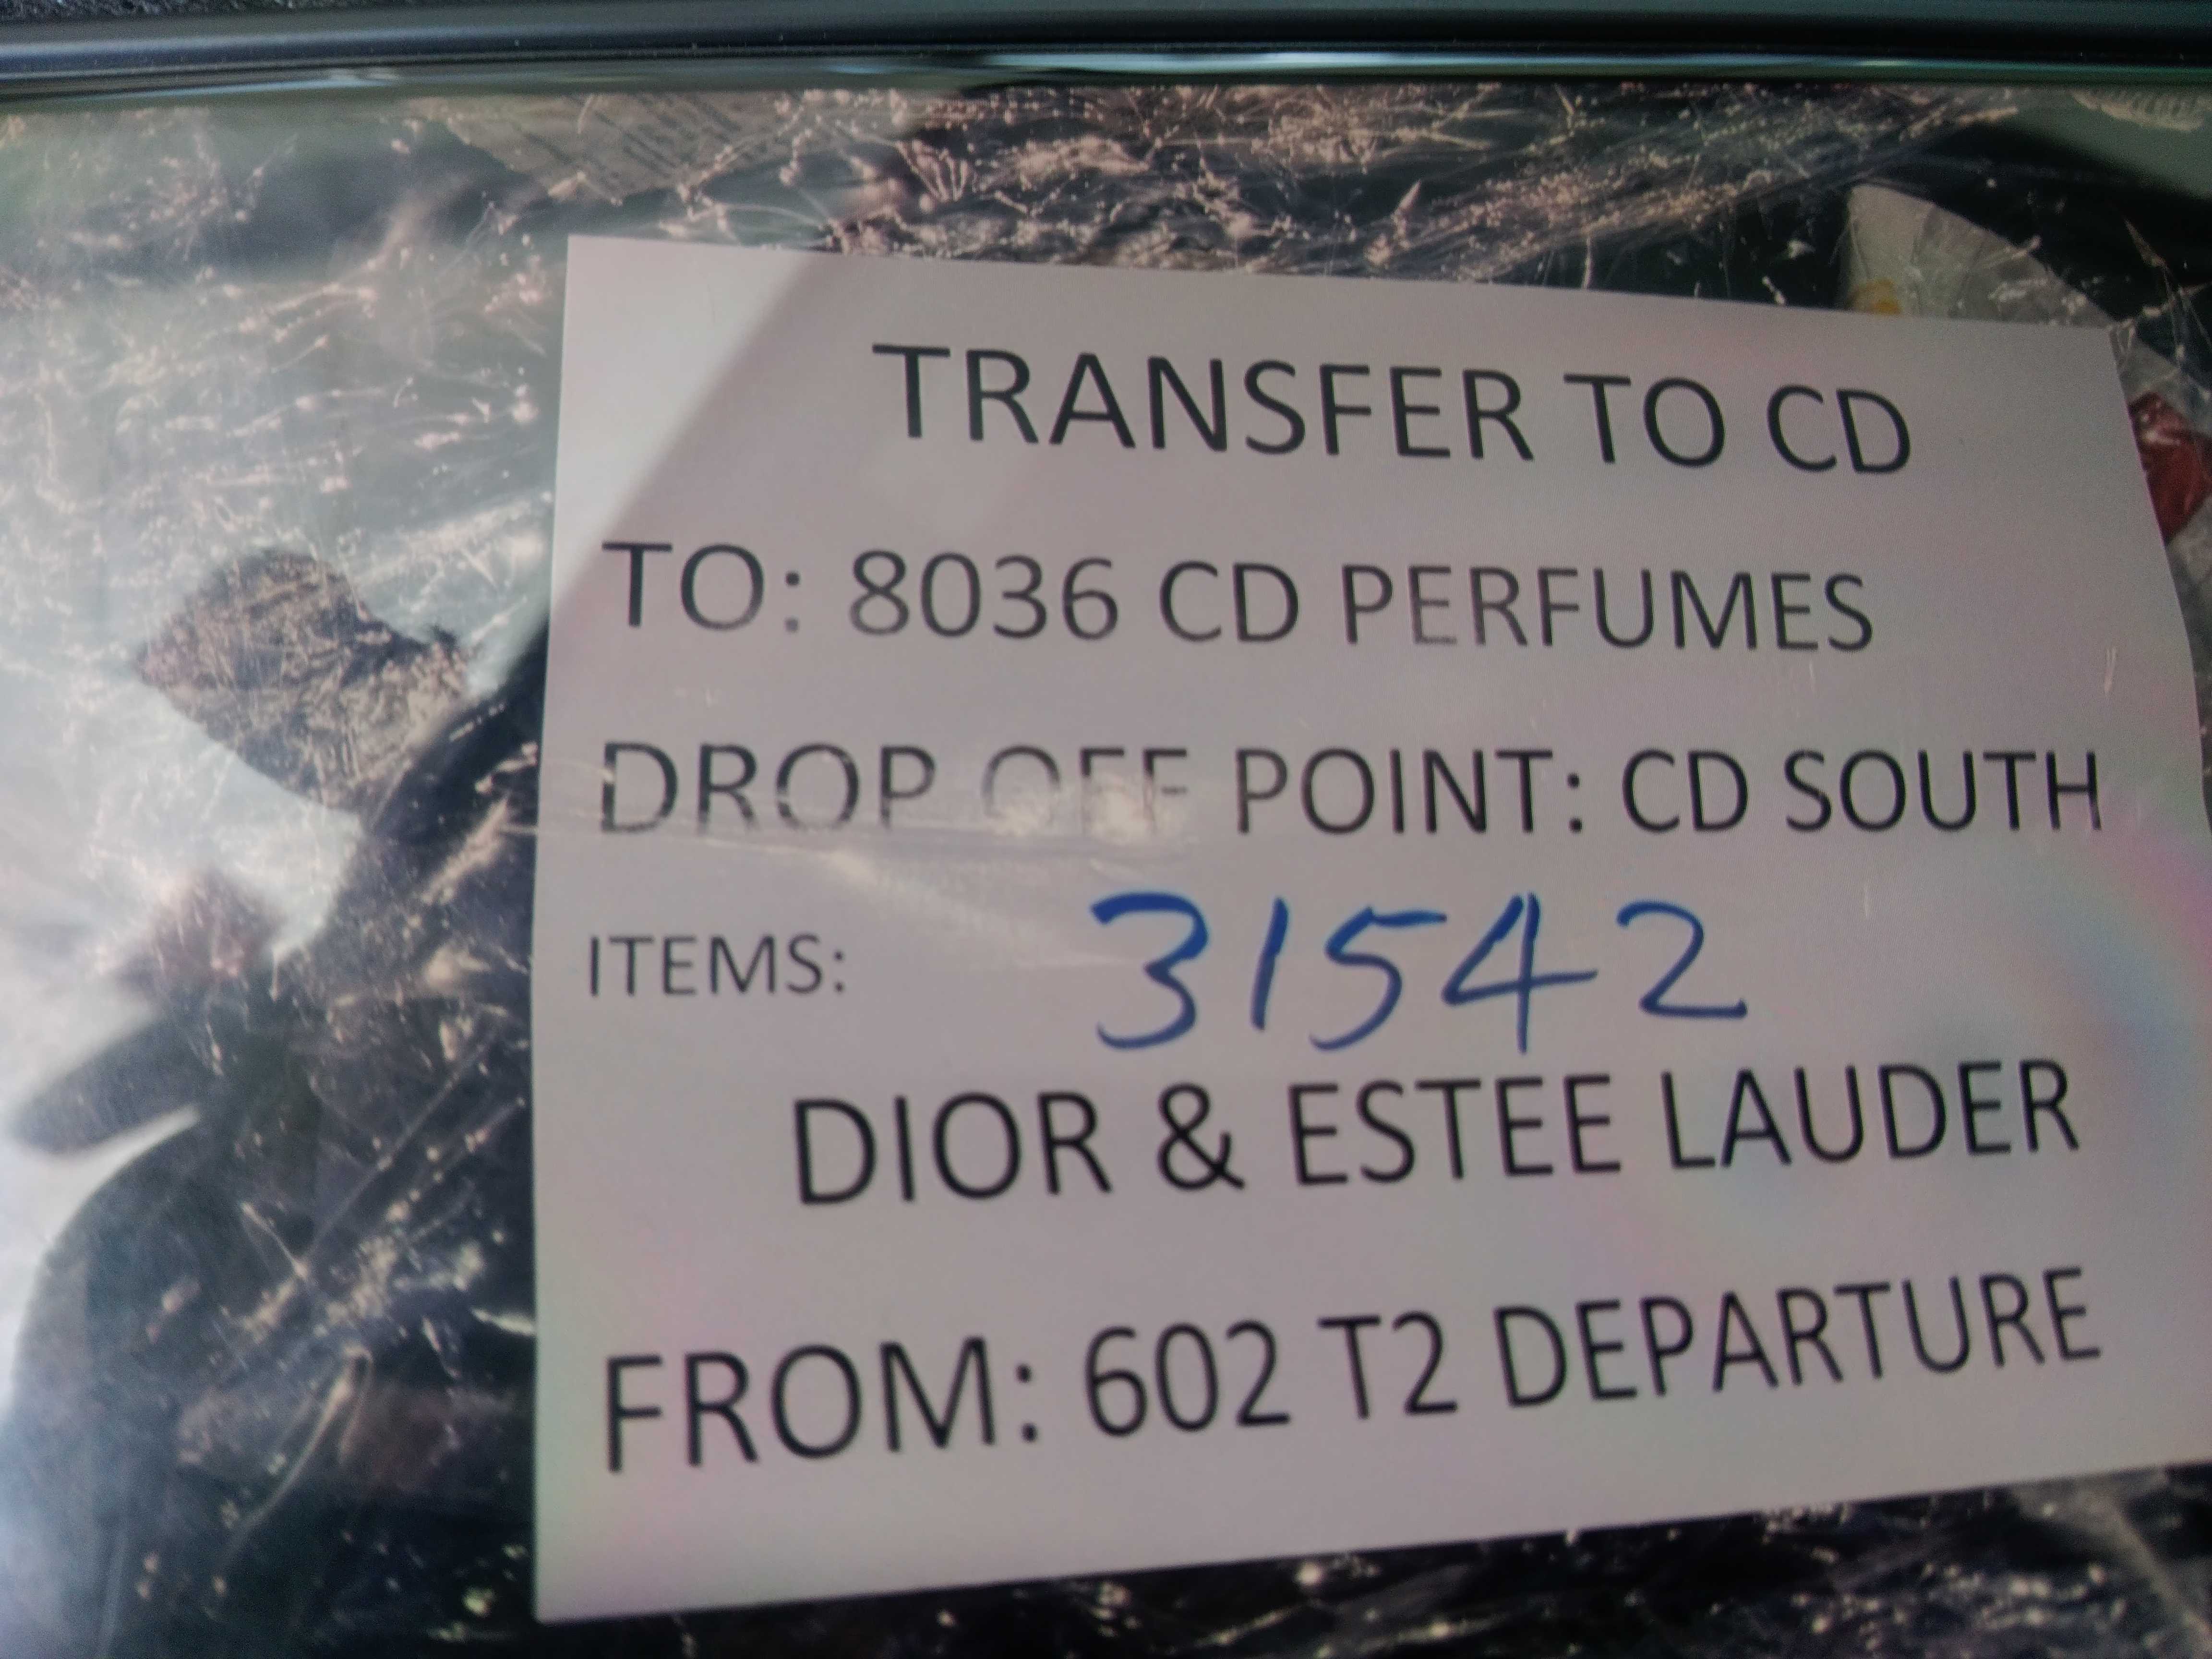 TRANSFER TO CD
TO: 8036 CD PERFUMES
DROP OFF POINT: CD SOUTH
ITEMS: 31542
DIOR & ESTEE LAUDER
FROM: 602 T2 DEPARTURE